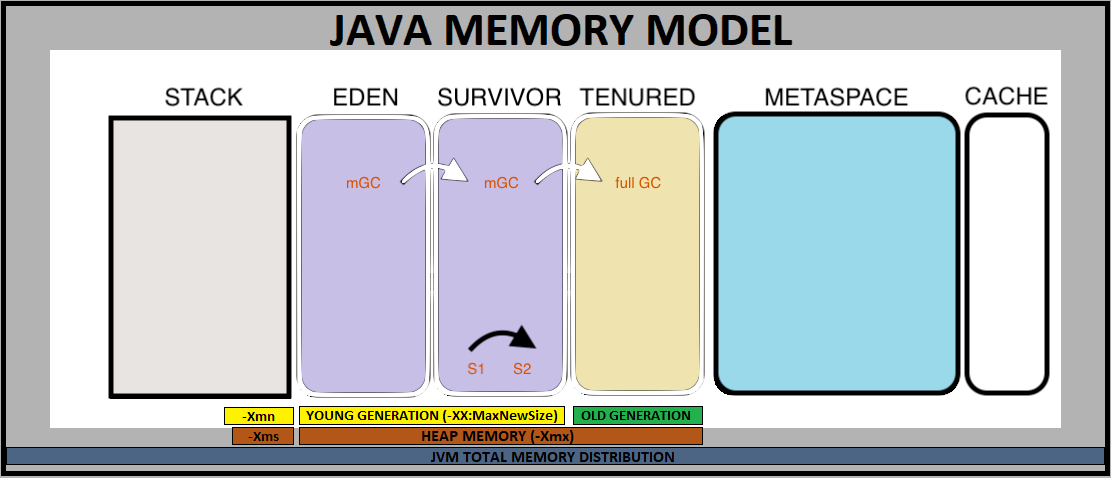 JAVA MEMORY MODEL
STACK EDEN SURVIVOR TENURED METASPACE CACHE
mGC mGC full GC
S1 S2
-Xmn YOUNG GENERATION (-XX:MaxNewSize) OLD GENERATION
-Xms HEAP MEMORY (-Xmx)
JVM TOTAL MEMORY DISTRIBUTION